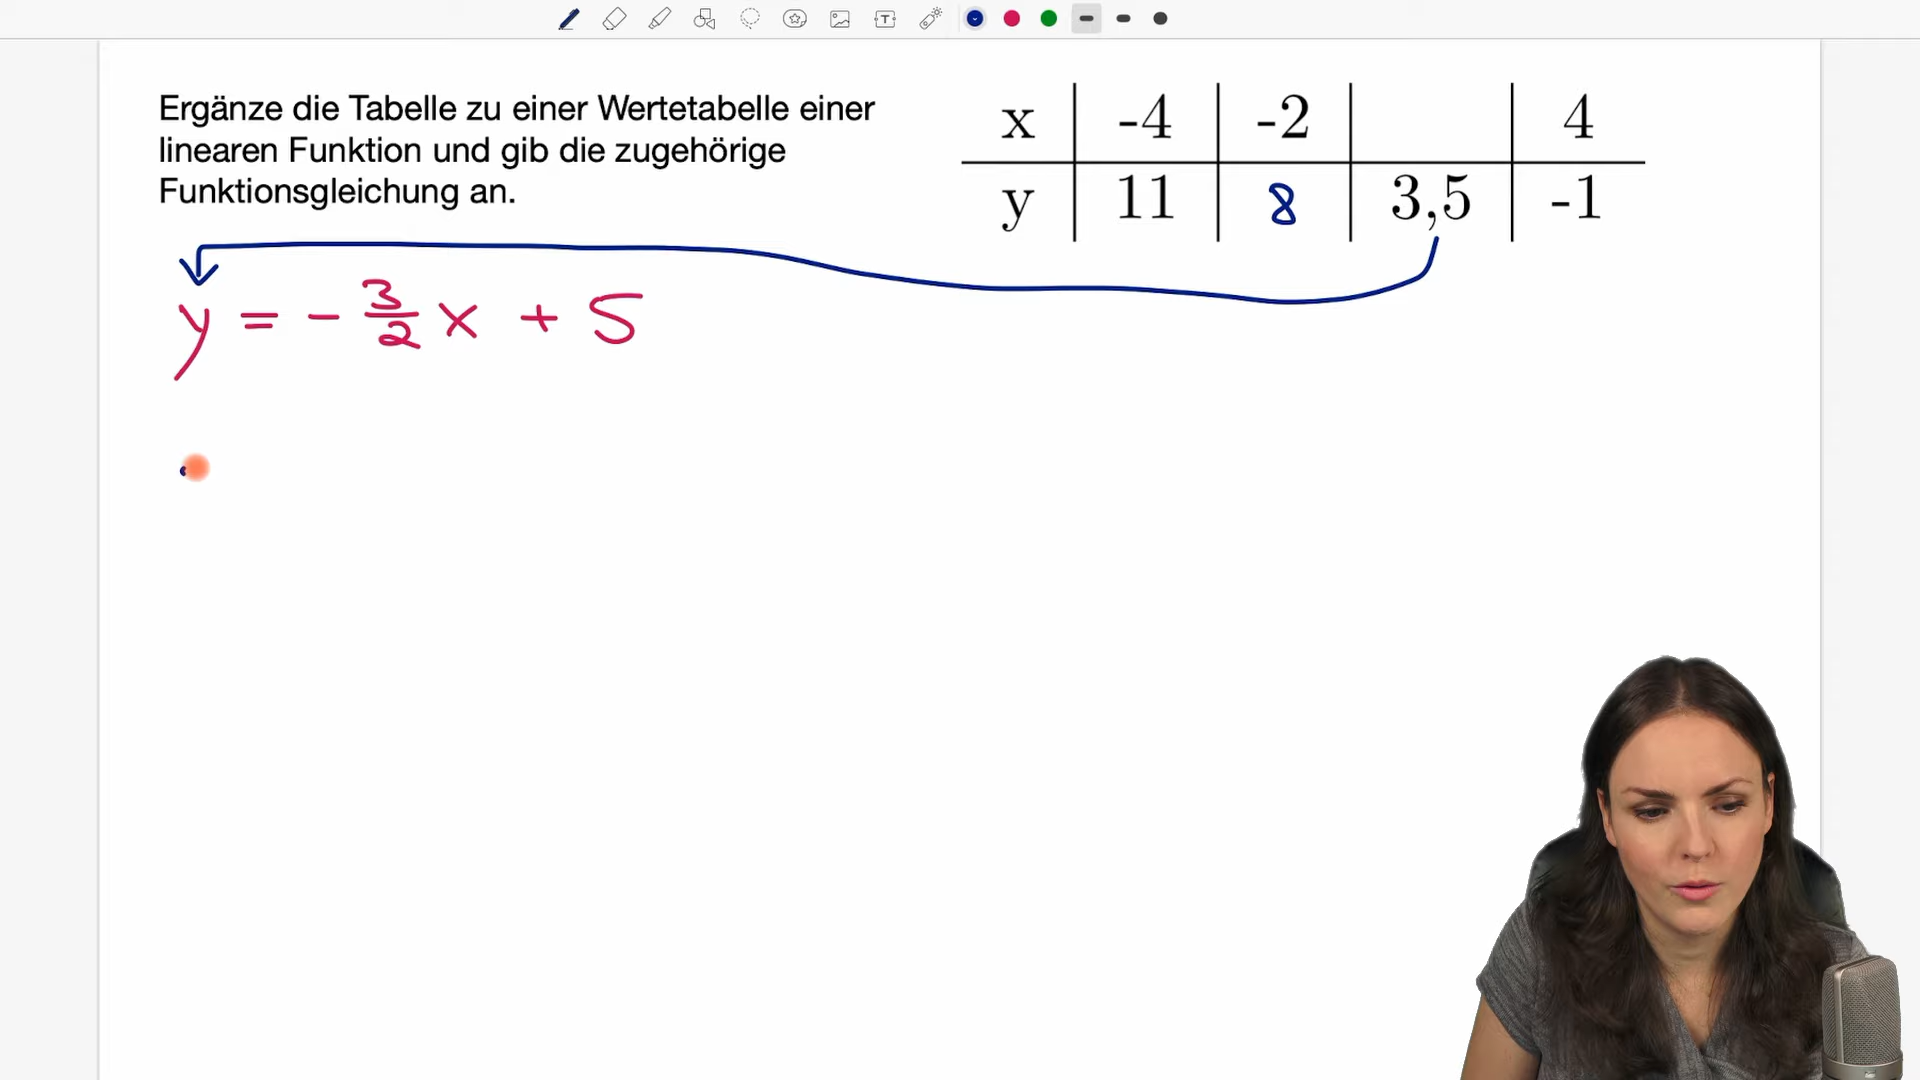 Ergänze die Tabelle zu einer Wertetabelle einer
linearen Funktion und gib die zugehörige
Funktionsgleichung an.
x -4 -2 4
y 11 8 3,5 -1
y = - 3/2 x + 5